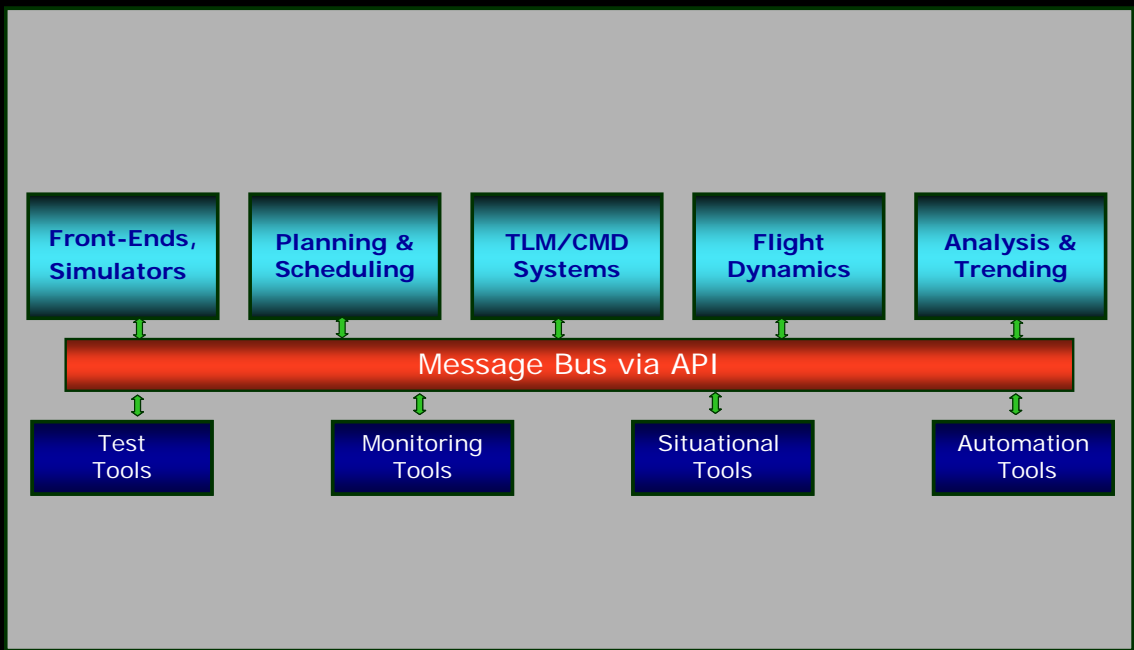 Front-Ends,
Simulators
Planning &
Scheduling
TLM/CMD
Systems
Flight
Dynamics
Analysis &
Trending
Message Bus via API
Test
Tools
Monitoring
Tools
Situational
Tools
Automation
Tools